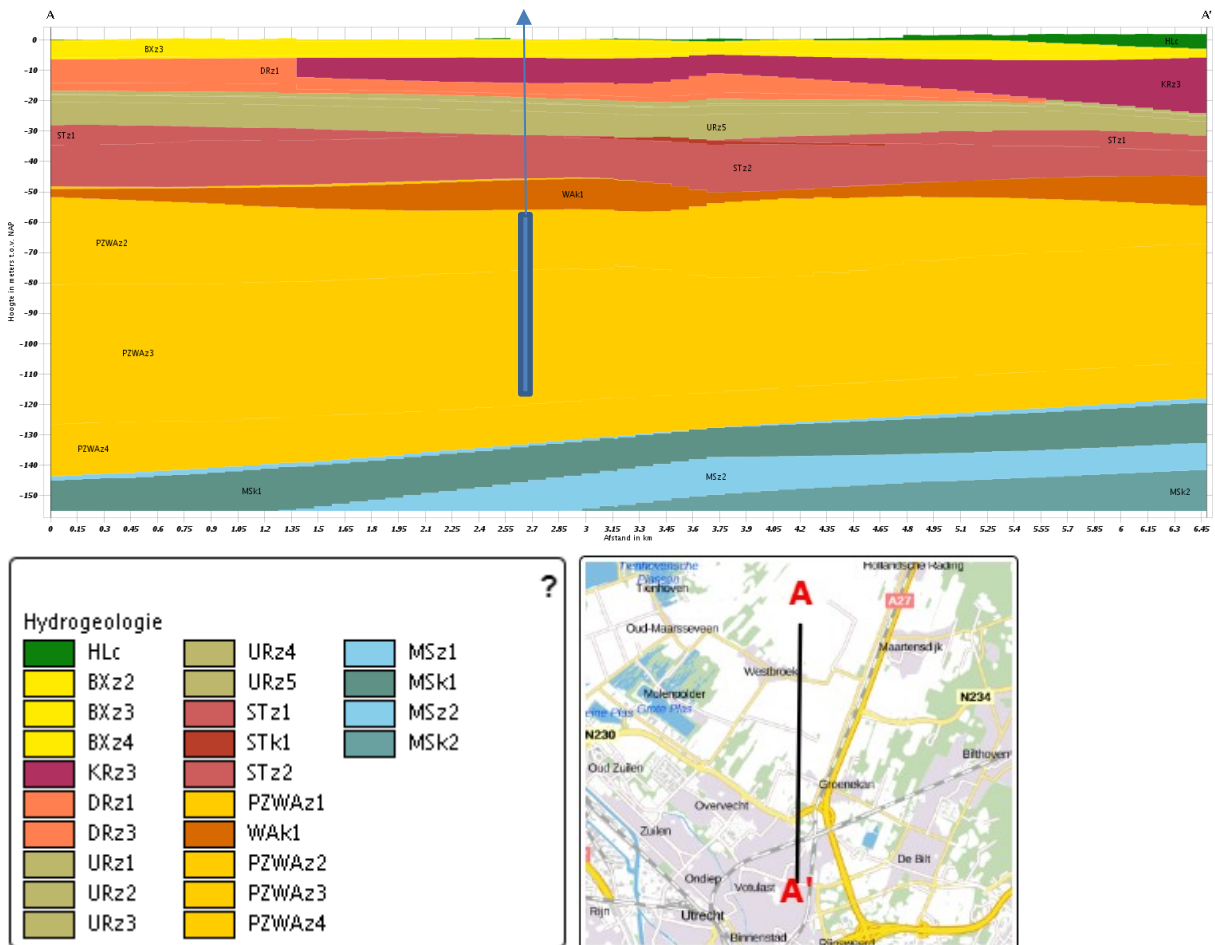 A
A'
0
-10
-20
-30
-40
-50
-60
-70
-80
-90
-100
-110
-120
-130
-140
-150
Hoogte in meters t.o.v. NAP
HLc
BXz3
DRz1
KRz3
URz5
STz1
STz1
STz2
WAk1
PZWAz2
PZWAz3
PZWAz4
MSk1
MSz2
MSk2
0 0.15 0.3 0.45 0.6 0.75 0.9 1.05 1.2 1.35 1.5 1.65 1.8 1.95 2.1 2.25 2.4 2.55 2.7 2.85 3 3.15 3.3 3.45 3.6 3.75 3.9 4.05 4.2 4.35 4.5 4.65 4.8 4.95 5.1 5.25 5.4 5.55 5.7 5.85 6 6.15 6.3 6.45
Afstand in km
?
Hydrogeologie
HLc
BXz2
BXz3
BXz4
KRz3
DRz1
DRz3
URz1
URz2
URz3
URz4
URz5
STz1
STk1
STz2
PZWAz1
WAk1
PZWAz2
PZWAz3
PZWAz4
MSz1
MSk1
MSz2
MSk2
Tienhovensche
Plassen
Tienhoven
Hollandsche Rading
A
A27
Oud-Maarsseveen
Maartensdijk
Westbroek
Molenpolder
Grote Plas
Plas
N234
N230
Bilthoven
Oud Zuilen
Groenekan
Overvecht
Zuilen
De Bilt
Ondiep
Votulast
A'
Rijn
Utrecht
Binnenstad